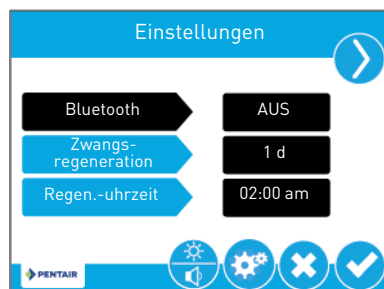 Einstellungen
Bluetooth
AUS
Zwangs-
regeneration
1 d
Regen.-uhrzeit
02:00 am
PENTAIR